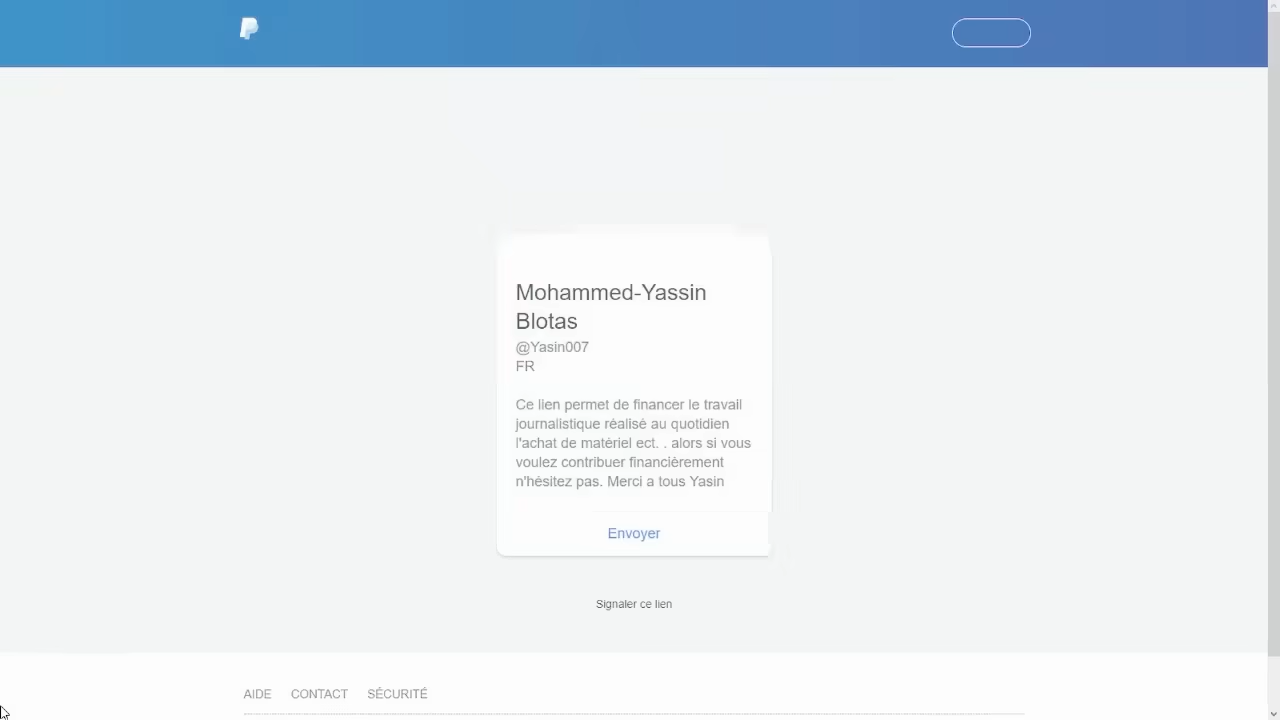 Mohammed-Yassin
Blotas
@Yasin007
FR
Ce lien permet de financer le travail
journalistique réalisé au quotidien
l'achat de matériel ect. . alors si vous
voulez contribuer financièrement
n'hésitez pas. Merci a tous Yasin
Envoyer
Signaler ce lien
AIDE CONTACT SÉCURITÉ